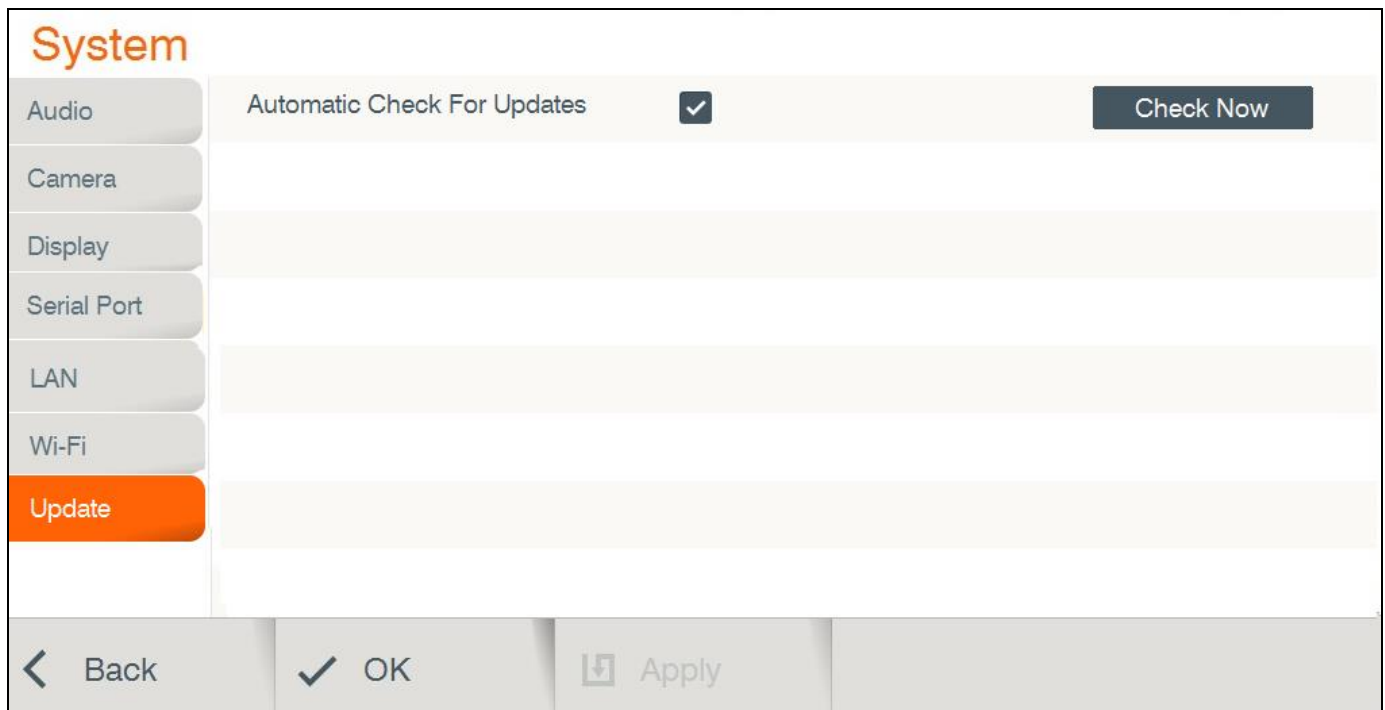 System
Audio
Automatic Check For Updates
Check Now
Camera
Display
Serial Port
LAN
Wi-Fi
Update
Back
OK
Apply